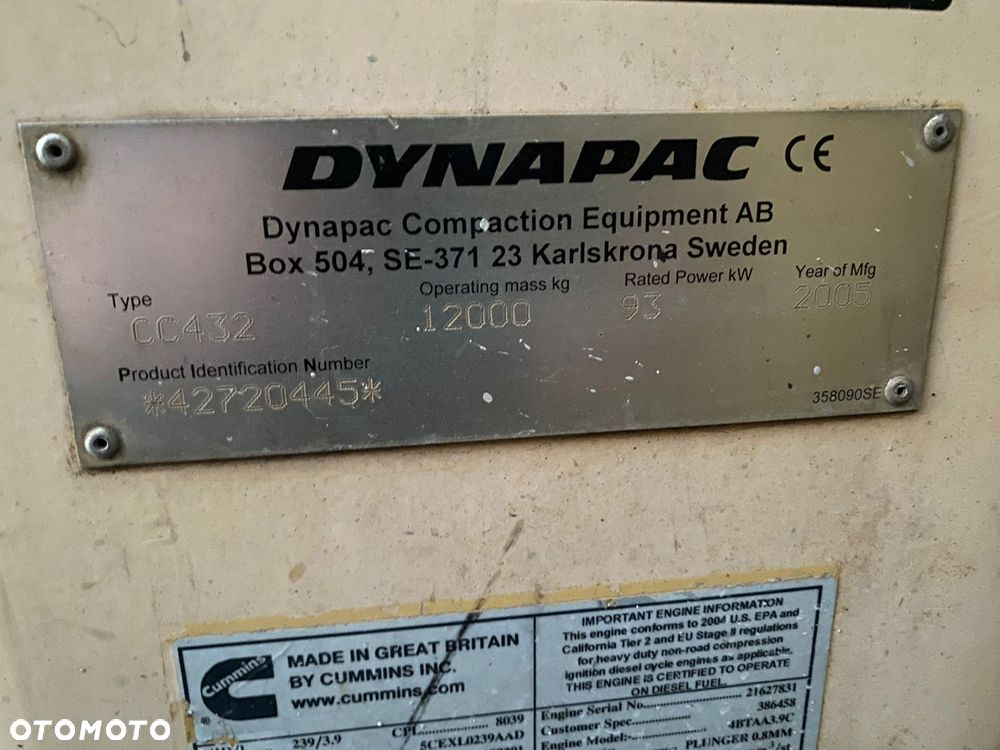 DYNAPAC CE
Dynapac Compaction Equipment AB
Box 504, SE-371 23 Karlskrona Sweden
Type Operating mass kg Rated Power kW Year of Mfg
CC432 12000 93 2005
Product Identification Number
*42720445*
358090SE
Cummins
®
MADE IN GREAT BRITAIN
BY CUMMINS INC.
www.cummins.com
IMPORTANT ENGINE INFORMATION
This engine conforms to 2004 U.S. EPA and
California Tier 2 and EU Stage II regulations
for heavy duty non-road compression
ignition diesel cycle engines as applicable.
THIS ENGINE IS CERTIFIED TO OPERATE
ON DIESEL FUEL.
239/3.9
CPL 8039
5CEXL0239AAD
Engine Serial No. 21627831
Customer Spec. 386458
Engine Model: 4BTAA3.9C
PLUNGER 0.8MM
OTOMOTO